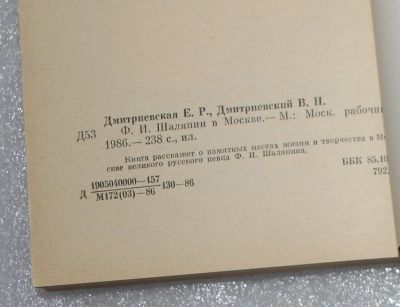 Дмитриевская Е. Р., Дмитриевский В. Н.
Д53 Ф. И. Шаляпин в Москве.— М.: Моск. рабочи
1986.— 238 с., ил.
Книга расскажет о памятных местах жизни и творчества в Мо
скве великого русского певца Ф. И. Шаляпина.
Д 1905040000—157
М172(03)—86 130—86
ББК 85,10
792.